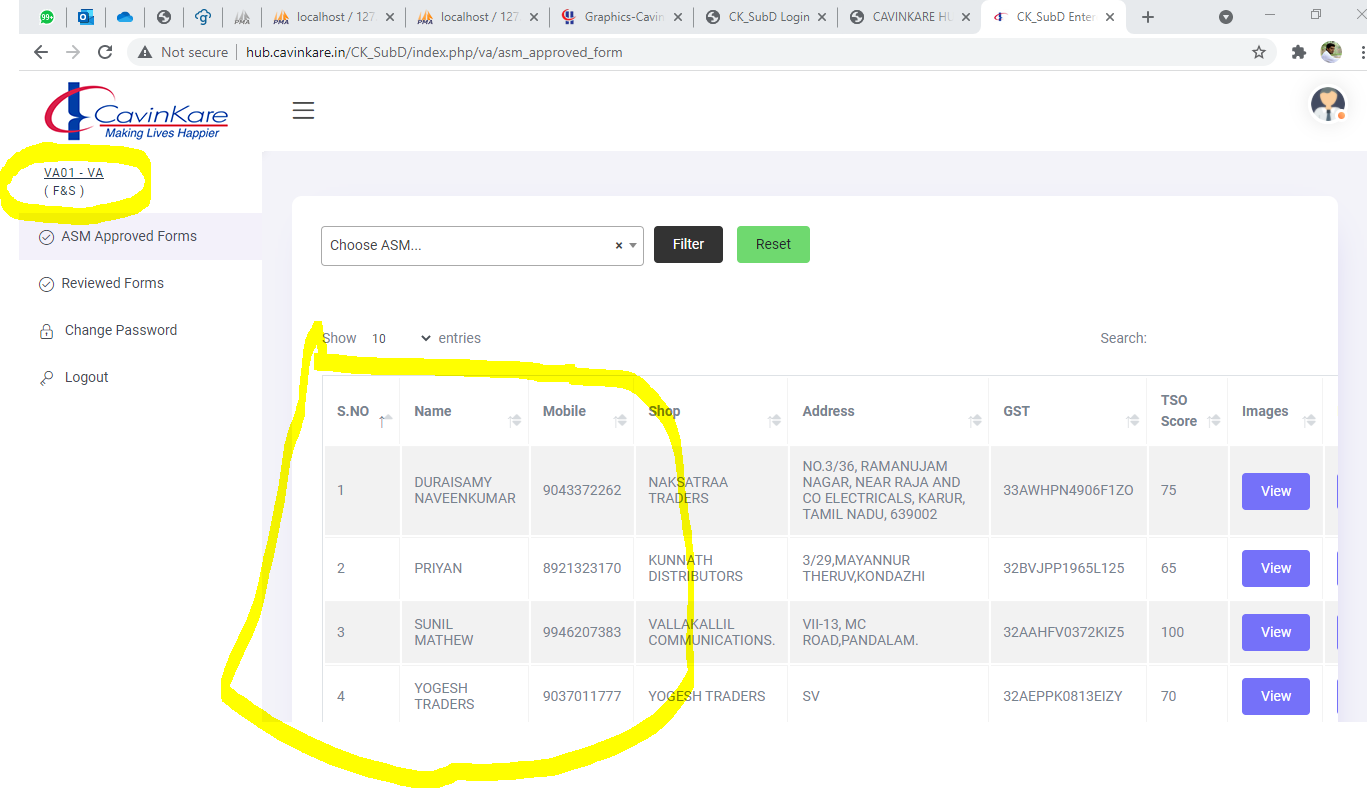 99+
localhost / 127
localhost / 127
Graphics-Cavin
CK_SubD Login
CAVINKARE HU
CK_SubD Enter
Not secure
hub.cavinkare.in/CK_SubD/index.php/va/asm_approved_form
CavinKare
Making Lives Happier
VA01 - VA
( F&S )
ASM Approved Forms
Reviewed Forms
Change Password
Logout
Choose ASM... × Filter Reset
Show 10 entries Search:
S.NO Name Mobile Shop Address GST TSO Score Images
1 DURAISAMY NAVEENKUMAR 9043372262 NAKSATRAA TRADERS NO.3/36, RAMANUJAM NAGAR, NEAR RAJA AND CO ELECTRICALS, KARUR, TAMIL NADU, 639002 33AWHPN4906F1ZO 75 View
2 PRIYAN 8921323170 KUNNATH DISTRIBUTORS 3/29,MAYANNUR THERUV,KONDAZHI 32BVJPP1965L125 65 View
3 SUNIL MATHEW 9946207383 VALLAKALLIL COMMUNICATIONS. VII-13, MC ROAD,PANDALAM. 32AAHFV0372KIZ5 100 View
4 YOGESH TRADERS 9037011777 YOGESH TRADERS SV 32AEPPK0813EIZY 70 View